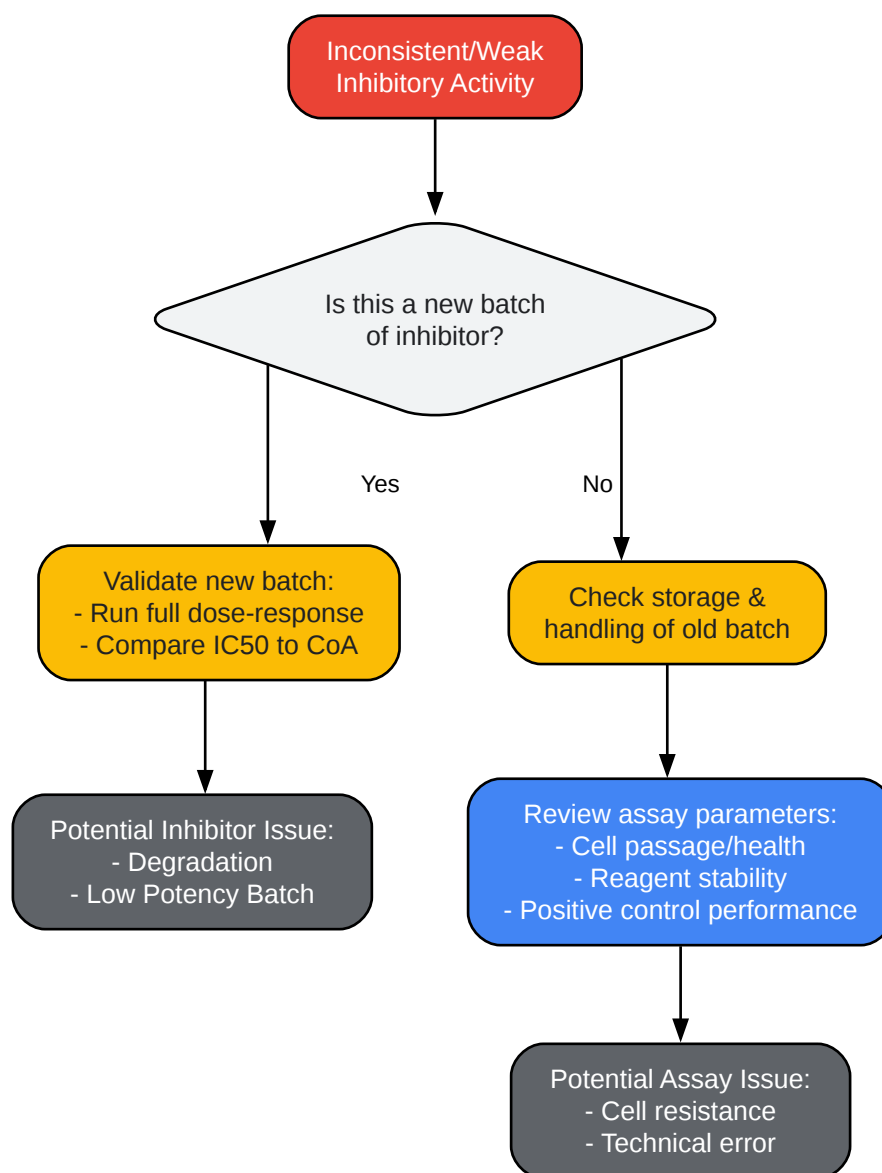 Inconsistent/Weak
Inhibitory Activity
Is this a new batch
of inhibitor?
Yes
No
Validate new batch:
- Run full dose-response
- Compare IC50 to CoA
Check storage &
handling of old batch
Potential Inhibitor Issue:
- Degradation
- Low Potency Batch
Review assay parameters:
- Cell passage/health
- Reagent stability
- Positive control performance
Potential Assay Issue:
- Cell resistance
- Technical error